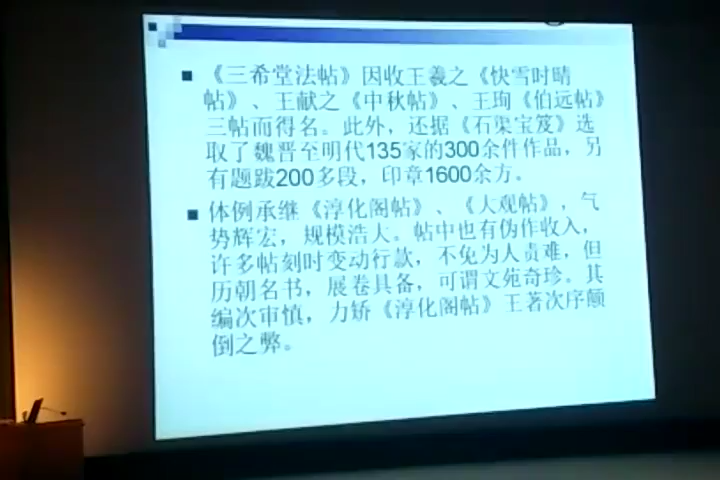 ■ 《三希堂法帖》因收王羲之《快雪时晴
帖》、王献之《中秋帖》、王珣《伯远帖》
三帖而得名。此外，还据《石渠宝笈》选
取了魏晋至明代135家的300余件作品，另
有题跋200多段，印章1600余方。
■ 体例承继《淳化阁帖》、《大观帖》，气
势辉宏，规模浩大。帖中也有伪作收入，
许多帖刻时变动行款，不免为人责难，但
历朝名书，展卷具备，可谓文苑奇珍。其
编次审慎，力矫《淳化阁帖》王著次序颠
倒之弊。